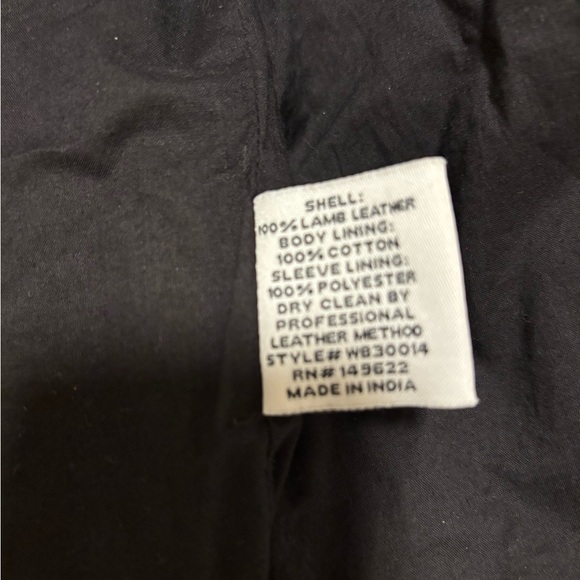 SHELL:
100% LAMB LEATHER
BODY LINING:
100% COTTON
SLEEVE LINING:
100% POLYESTER
DRY CLEAN BY
PROFESSIONAL
LEATHER METHOD
STYLE# WB30014
RN# 149622
MADE IN INDIA